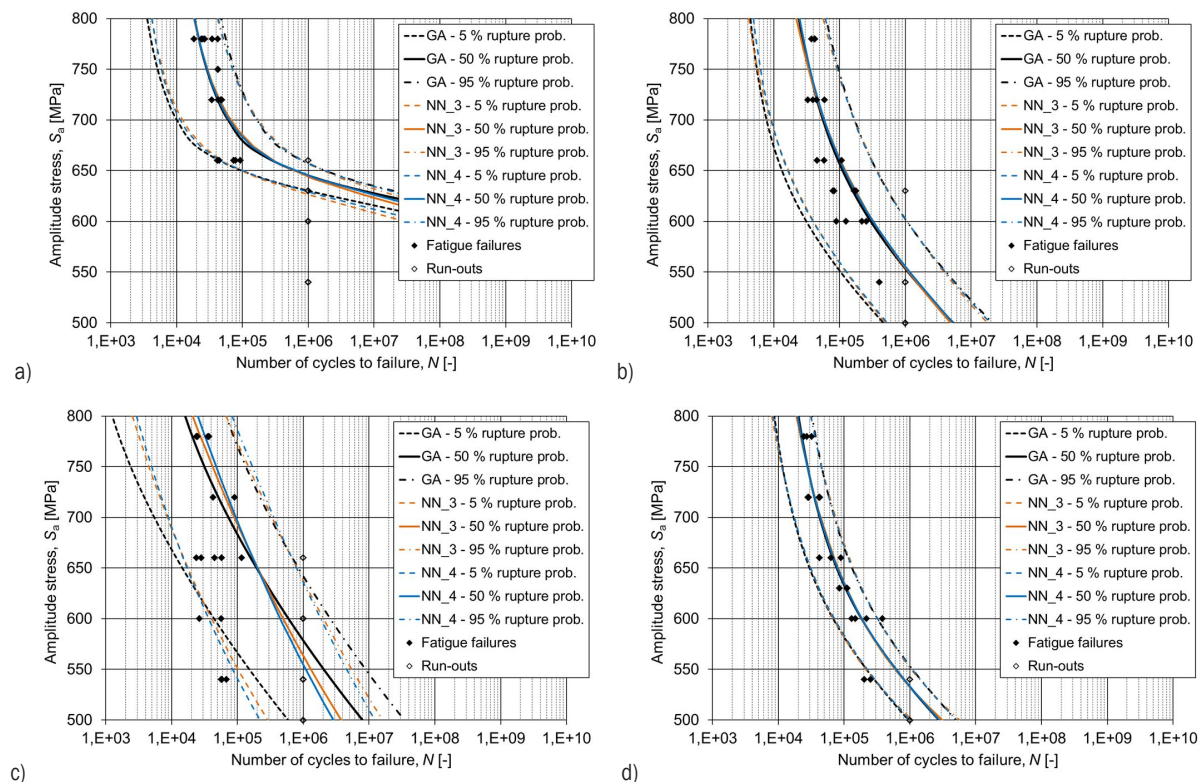 800
750
700
650
600
550
500
Amplitude stress, Sa [MPa]
1,E+03 1,E+04 1,E+05 1,E+06 1,E+07 1,E+08 1,E+09 1,E+10
Number of cycles to failure, N [-]
GA - 5 % rupture prob.
GA - 50 % rupture prob.
GA - 95 % rupture prob.
NN_3 - 5 % rupture prob.
NN_3 - 50 % rupture prob.
NN_3 - 95 % rupture prob.
NN_4 - 5 % rupture prob.
NN_4 - 50 % rupture prob.
NN_4 - 95 % rupture prob.
Fatigue failures
Run-outs
a)
800
750
700
650
600
550
500
Amplitude stress, Sa [MPa]
1,E+03 1,E+04 1,E+05 1,E+06 1,E+07 1,E+08 1,E+09 1,E+10
Number of cycles to failure, N [-]
GA - 5 % rupture prob.
GA - 50 % rupture prob.
GA - 95 % rupture prob.
NN_3 - 5 % rupture prob.
NN_3 - 50 % rupture prob.
NN_3 - 95 % rupture prob.
NN_4 - 5 % rupture prob.
NN_4 - 50 % rupture prob.
NN_4 - 95 % rupture prob.
Fatigue failures
Run-outs
b)
800
750
700
650
600
550
500
Amplitude stress, Sa [MPa]
1,E+03 1,E+04 1,E+05 1,E+06 1,E+07 1,E+08 1,E+09 1,E+10
Number of cycles to failure, N [-]
GA - 5 % rupture prob.
GA - 50 % rupture prob.
GA - 95 % rupture prob.
NN_3 - 5 % rupture prob.
NN_3 - 50 % rupture prob.
NN_3 - 95 % rupture prob.
NN_4 - 5 % rupture prob.
NN_4 - 50 % rupture prob.
NN_4 - 95 % rupture prob.
Fatigue failures
Run-outs
c)
800
750
700
650
600
550
500
Amplitude stress, Sa [MPa]
1,E+03 1,E+04 1,E+05 1,E+06 1,E+07 1,E+08 1,E+09 1,E+10
Number of cycles to failure, N [-]
GA - 5 % rupture prob.
GA - 50 % rupture prob.
GA - 95 % rupture prob.
NN_3 - 5 % rupture prob.
NN_3 - 50 % rupture prob.
NN_3 - 95 % rupture prob.
NN_4 - 5 % rupture prob.
NN_4 - 50 % rupture prob.
NN_4 - 95 % rupture prob.
Fatigue failures
Run-outs
d)